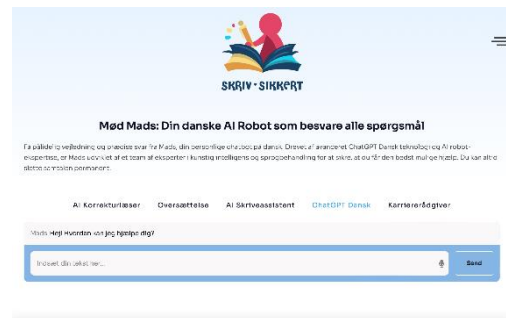 SKRIV·SIKKERT
Mød Mads: Din danske AI Robot som besvare alle spørgsmål
Få pålidelig vejledning og præcise svar fra Mads, din personlige chatbot på dansk. Drevet af avanceret ChatGPT Dansk teknologi og AI robot-
ekspertise, er Mads udviklet af et team af eksperter i kunstig intelligens og sprogbehandling for at sikre, at du får den bedst mulige hjælp. Du kan altid
slette samtalen permanent.
AI Korrekturlæser Oversættelse AI Skriveassistent ChatGPT Dansk Karriererådgiver
Mads: Hej! Hvordan kan jeg hjælpe dig?
Indsæt din tekst her... Send